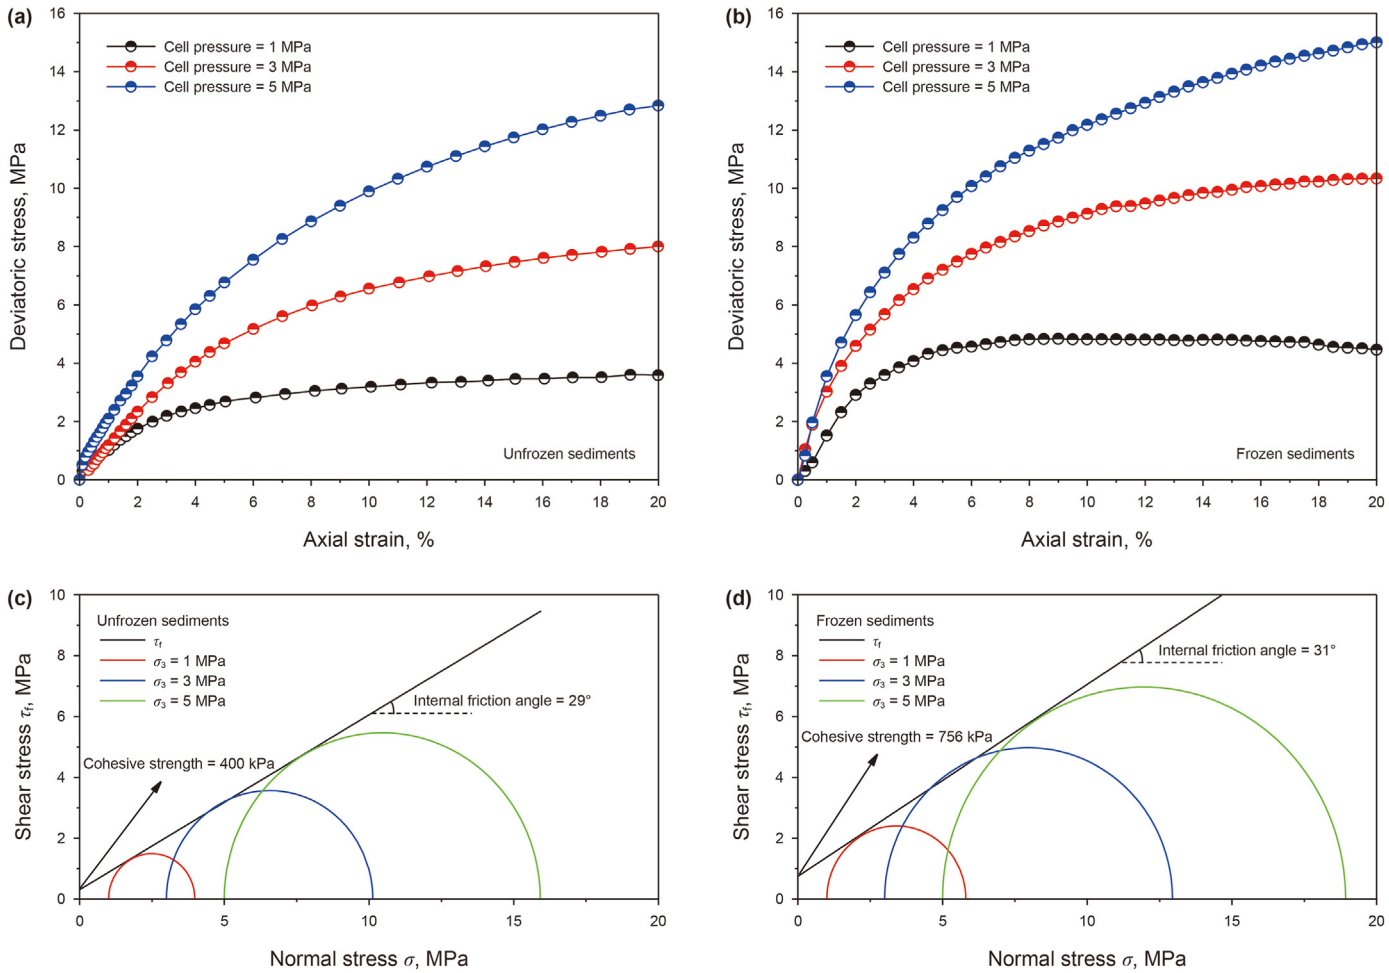 (a)
16
14
12
10
8
6
4
2
0
Deviatoric stress, MPa
Cell pressure = 1 MPa
Cell pressure = 3 MPa
Cell pressure = 5 MPa
Unfrozen sediments
0 2 4 6 8 10 12 14 16 18 20
Axial strain, %
(b)
16
14
12
10
8
6
4
2
0
Deviatoric stress, MPa
Cell pressure = 1 MPa
Cell pressure = 3 MPa
Cell pressure = 5 MPa
Frozen sediments
0 2 4 6 8 10 12 14 16 18 20
Axial strain, %
(c)
10
8
6
4
2
0
Shear stress τf, MPa
Unfrozen sediments
τf
σ3 = 1 MPa
σ3 = 3 MPa
σ3 = 5 MPa
Internal friction angle = 29°
Cohesive strength = 400 kPa
0 5 10 15 20
Normal stress σ, MPa
(d)
10
8
6
4
2
0
Shear stress τf, MPa
Frozen sediments
τf
σ3 = 1 MPa
σ3 = 3 MPa
σ3 = 5 MPa
Internal friction angle = 31°
Cohesive strength = 756 kPa
0 5 10 15 20
Normal stress σ, MPa